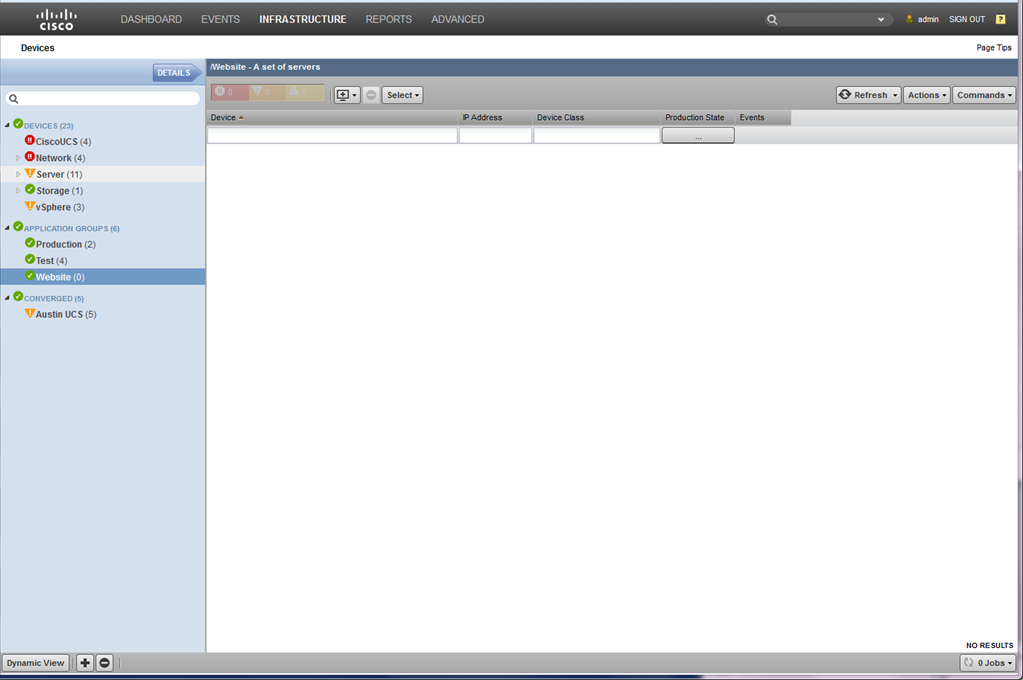 CISCO
DASHBOARD EVENTS INFRASTRUCTURE REPORTS ADVANCED
admin SIGN OUT ?
Devices
Page Tips
DETAILS
/Website - A set of servers
0 0
Select
Refresh Actions Commands
Device IP Address Device Class Production State Events
...
DEVICES (23)
CiscoUCS (4)
Network (4)
Server (11)
Storage (1)
vSphere (3)
APPLICATION GROUPS (6)
Production (2)
Test (4)
Website (0)
CONVERGED (5)
Austin UCS (5)
NO RESULTS
Dynamic View
0 Jobs